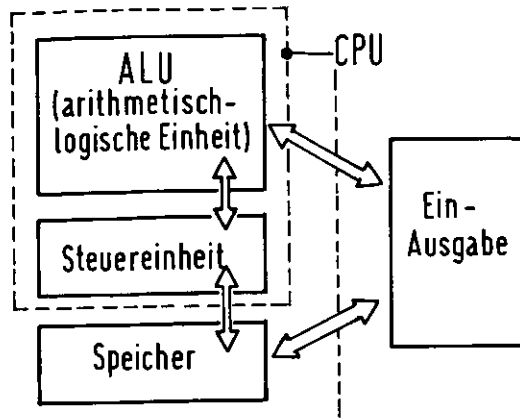 ALU
(arithmetisch-
logische Einheit)
CPU
Steuereinheit
Speicher
Ein-
Ausgabe